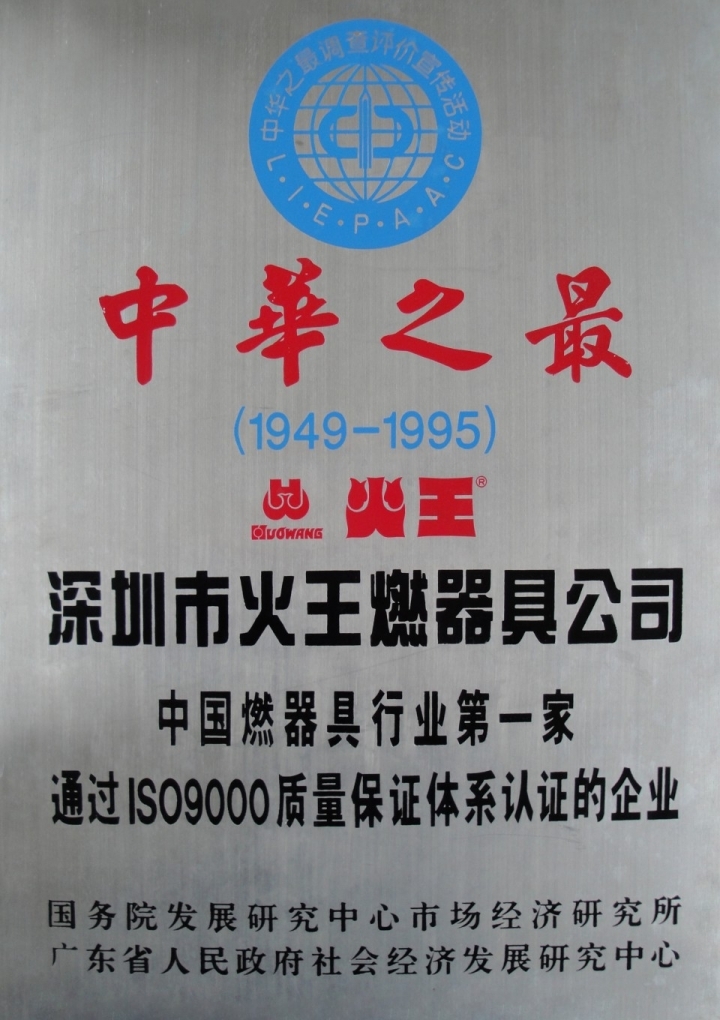 中华之最调查评价宣传活动
L·I·E·P·A·A·C
中華之最
(1949-1995)
HUOWANG 火王®
深圳市火王燃器具公司
中国燃器具行业第一家
通过ISO9000质量保证体系认证的企业
国务院发展研究中心市场经济研究所
广东省人民政府社会经济发展研究中心